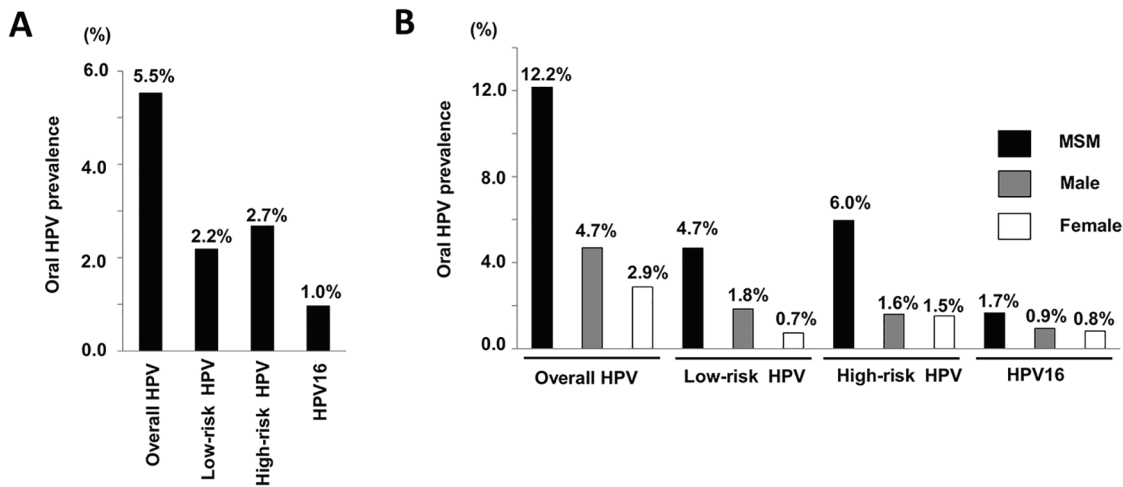 A
(%)
Oral HPV prevalence
6.0
4.0
2.0
0.0
5.5%
2.2%
2.7%
1.0%
Overall HPV
Low-risk HPV
High-risk HPV
HPV16
B
(%)
Oral HPV prevalence
12.0
8.0
4.0
0.0
12.2%
4.7%
2.9%
4.7%
1.8%
0.7%
6.0%
1.6%
1.5%
1.7%
0.9%
0.8%
Overall HPV
Low-risk HPV
High-risk HPV
HPV16
MSM
Male
Female